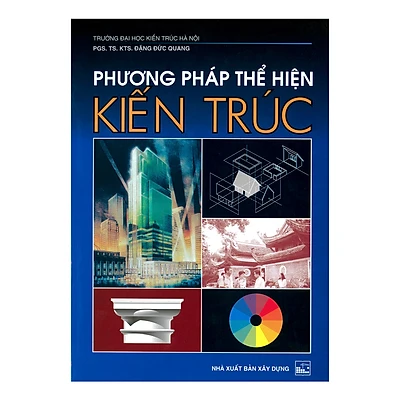 TRƯỜNG ĐẠI HỌC KIẾN TRÚC HÀ NỘI
PGS. TS. KTS. ĐẶNG ĐỨC QUANG
PHƯƠNG PHÁP THỂ HIỆN
KIẾN TRÚC
NHÀ XUẤT BẢN XÂY DỰNG